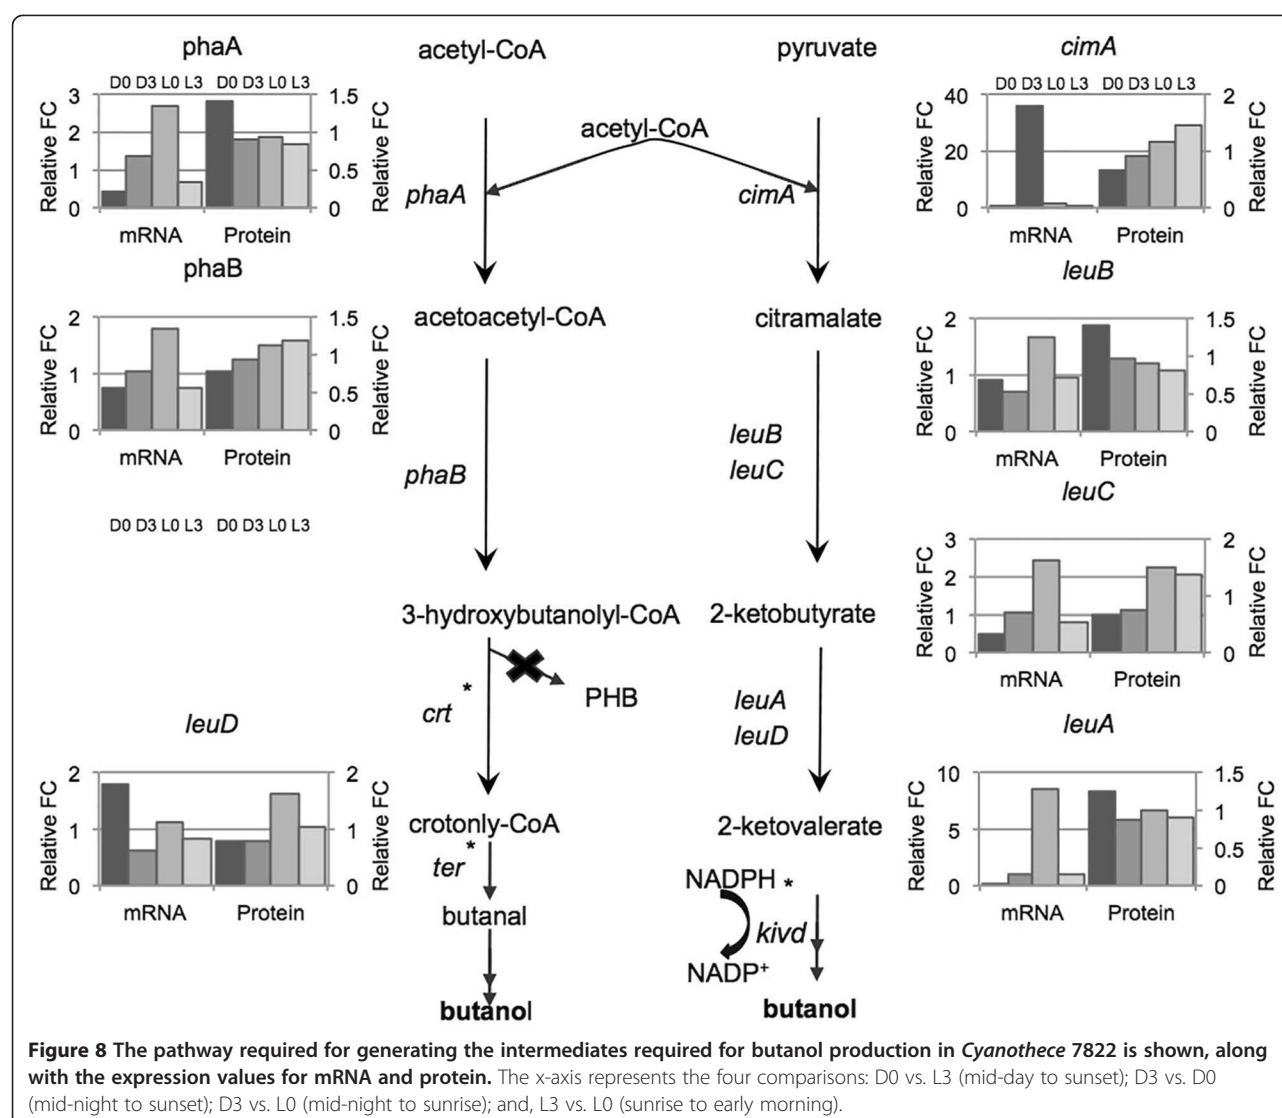 phaA
D0 D3 L0 L3 D0 D3 L0 L3
Relative FC
3
2
1
0
1.5
1
0.5
0
Relative FC
mRNA Protein
phaB
Relative FC
2
1
0
1.5
1
0.5
0
Relative FC
mRNA Protein
D0 D3 L0 L3 D0 D3 L0 L3
leuD
Relative FC
2
1
0
2
1
0
Relative FC
mRNA Protein
acetyl-CoA
pyruvate
acetyl-CoA
phaA
cimA
acetoacetyl-CoA
citramalate
phaB
leuB
leuC
3-hydroxybutanolyl-CoA
2-ketobutyrate
PHB
crt *
leuA
leuD
crotonly-CoA
2-ketovalerate
ter *
NADPH *
butanal
kivd
NADP+
butanol
butanol
cimA
D0 D3 L0 L3 D0 D3 L0 L3
Relative FC
40
20
0
2
1
0
Relative FC
mRNA Protein
leuB
Relative FC
2
1
0
1.5
1
0.5
0
Relative FC
mRNA Protein
leuC
Relative FC
3
2
1
0
2
1
0
Relative FC
mRNA Protein
leuA
Relative FC
10
5
0
1.5
1
0.5
0
Relative FC
mRNA Protein
Figure 8 The pathway required for generating the intermediates required for butanol production in Cyanothece 7822 is shown, along
with the expression values for mRNA and protein. The x-axis represents the four comparisons: D0 vs. L3 (mid-day to sunset); D3 vs. D0
(mid-night to sunset); D3 vs. L0 (mid-night to sunrise); and, L3 vs. L0 (sunrise to early morning).